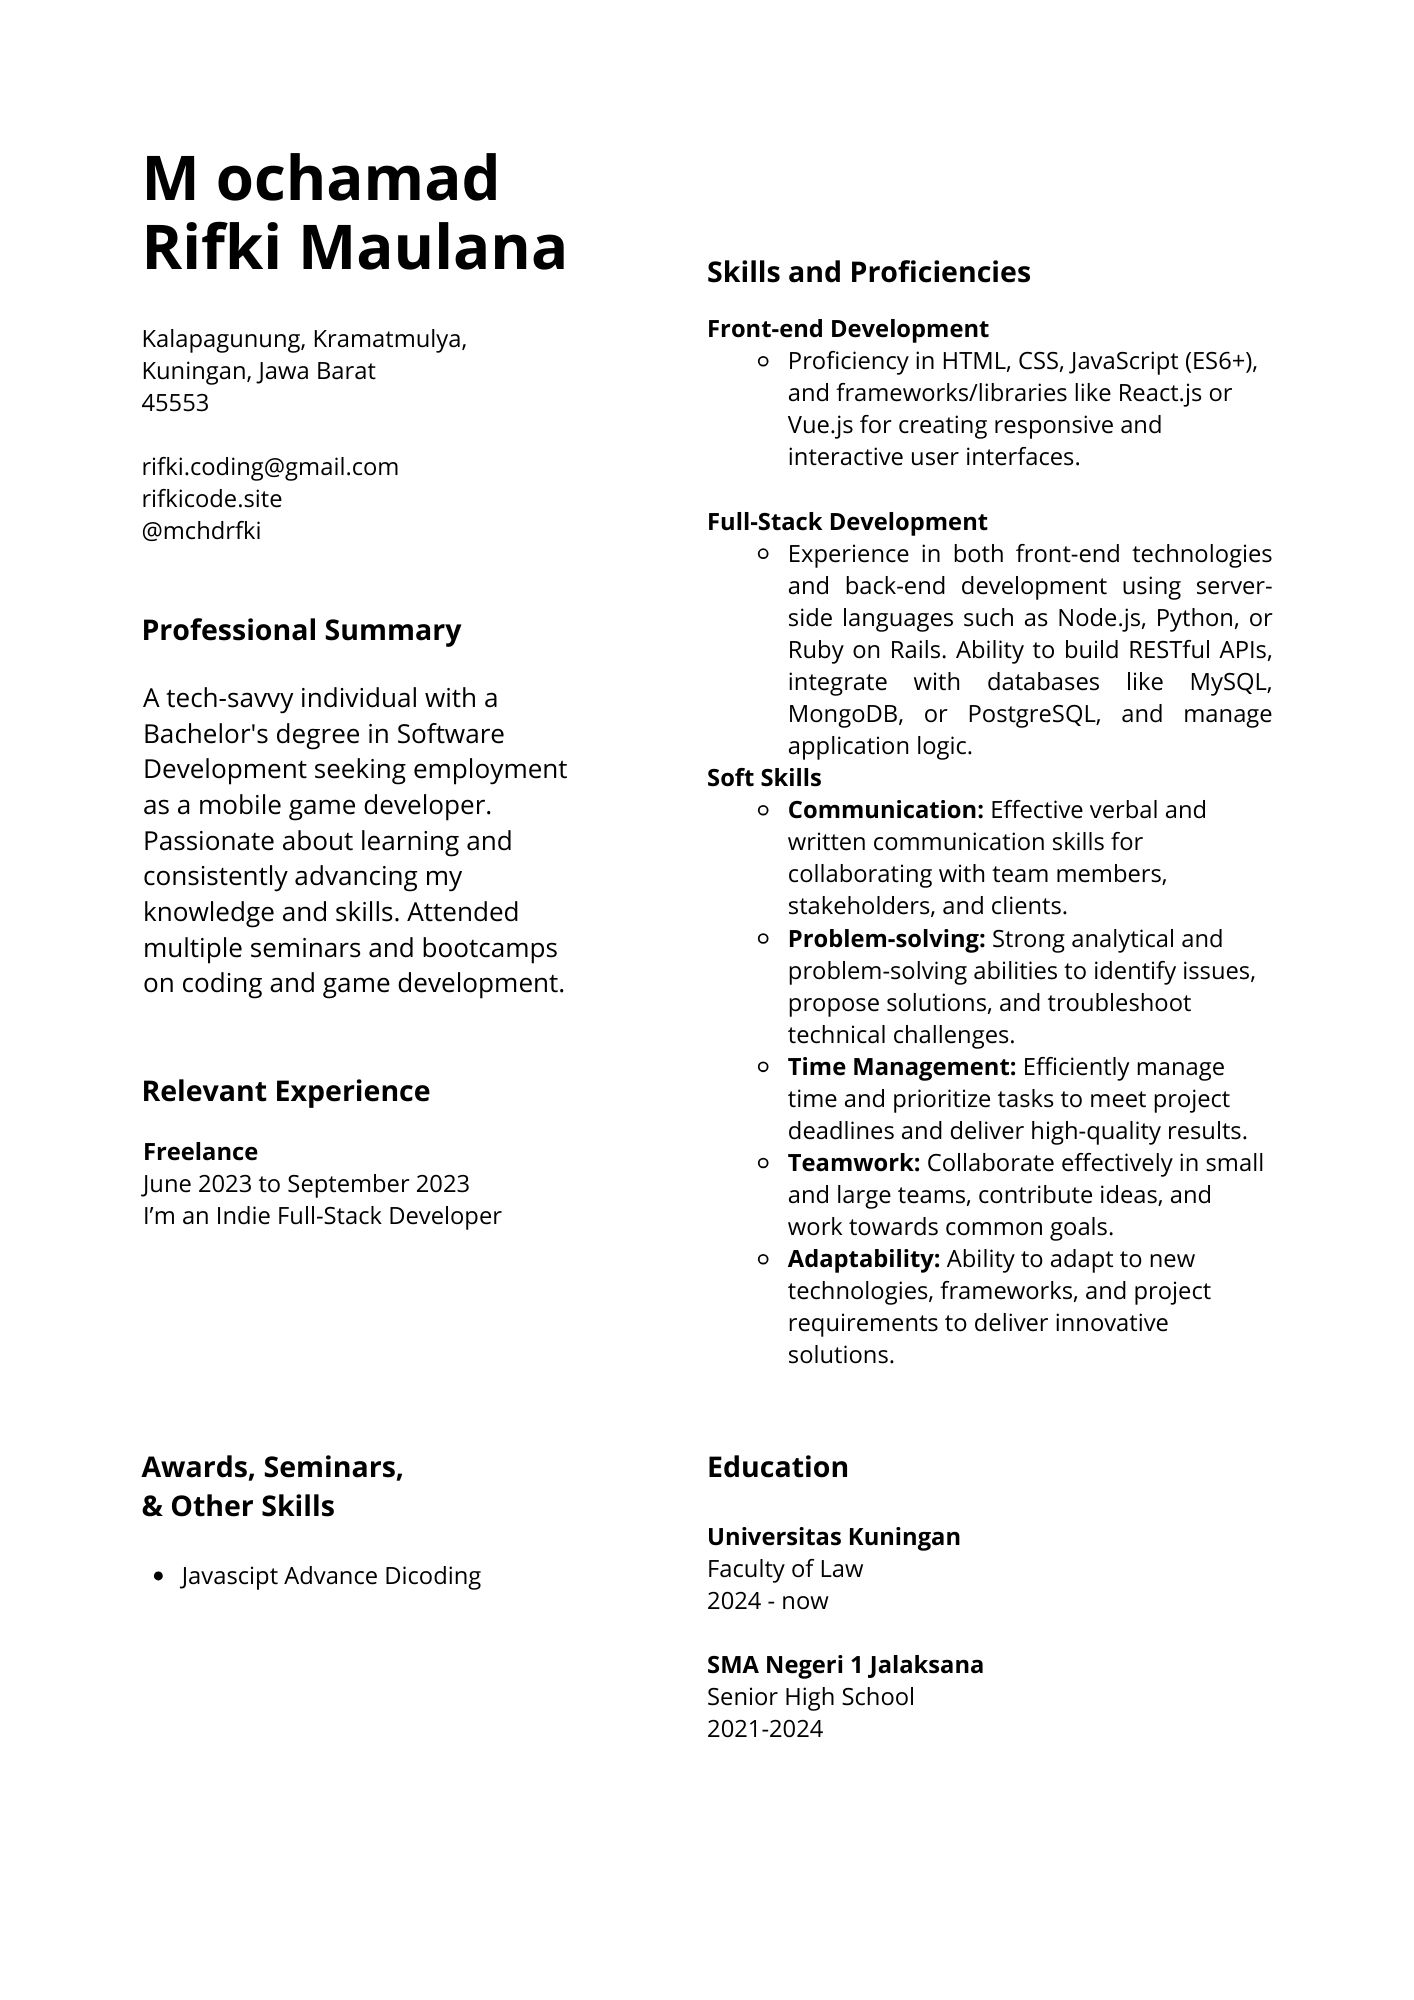 M ochamad
Rifki Maulana
Kalapagunung, Kramatmulya,
Kuningan, Jawa Barat
45553
rifki.coding@gmail.com
rifkicode.site
@mchdrfki
Professional Summary
A tech-savvy individual with a
Bachelor's degree in Software
Development seeking employment
as a mobile game developer.
Passionate about learning and
consistently advancing my
knowledge and skills. Attended
multiple seminars and bootcamps
on coding and game development.
Relevant Experience
Freelance
June 2023 to September 2023
I’m an Indie Full-Stack Developer
Awards, Seminars,
& Other Skills
• Javascipt Advance Dicoding
Skills and Proficiencies
Front-end Development
◦ Proficiency in HTML, CSS, JavaScript (ES6+),
and frameworks/libraries like React.js or
Vue.js for creating responsive and
interactive user interfaces.
Full-Stack Development
◦ Experience in both front-end technologies
and back-end development using server-
side languages such as Node.js, Python, or
Ruby on Rails. Ability to build RESTful APIs,
integrate with databases like MySQL,
MongoDB, or PostgreSQL, and manage
application logic.
Soft Skills
◦ Communication: Effective verbal and
written communication skills for
collaborating with team members,
stakeholders, and clients.
◦ Problem-solving: Strong analytical and
problem-solving abilities to identify issues,
propose solutions, and troubleshoot
technical challenges.
◦ Time Management: Efficiently manage
time and prioritize tasks to meet project
deadlines and deliver high-quality results.
◦ Teamwork: Collaborate effectively in small
and large teams, contribute ideas, and
work towards common goals.
◦ Adaptability: Ability to adapt to new
technologies, frameworks, and project
requirements to deliver innovative
solutions.
Education
Universitas Kuningan
Faculty of Law
2024 - now
SMA Negeri 1 Jalaksana
Senior High School
2021-2024